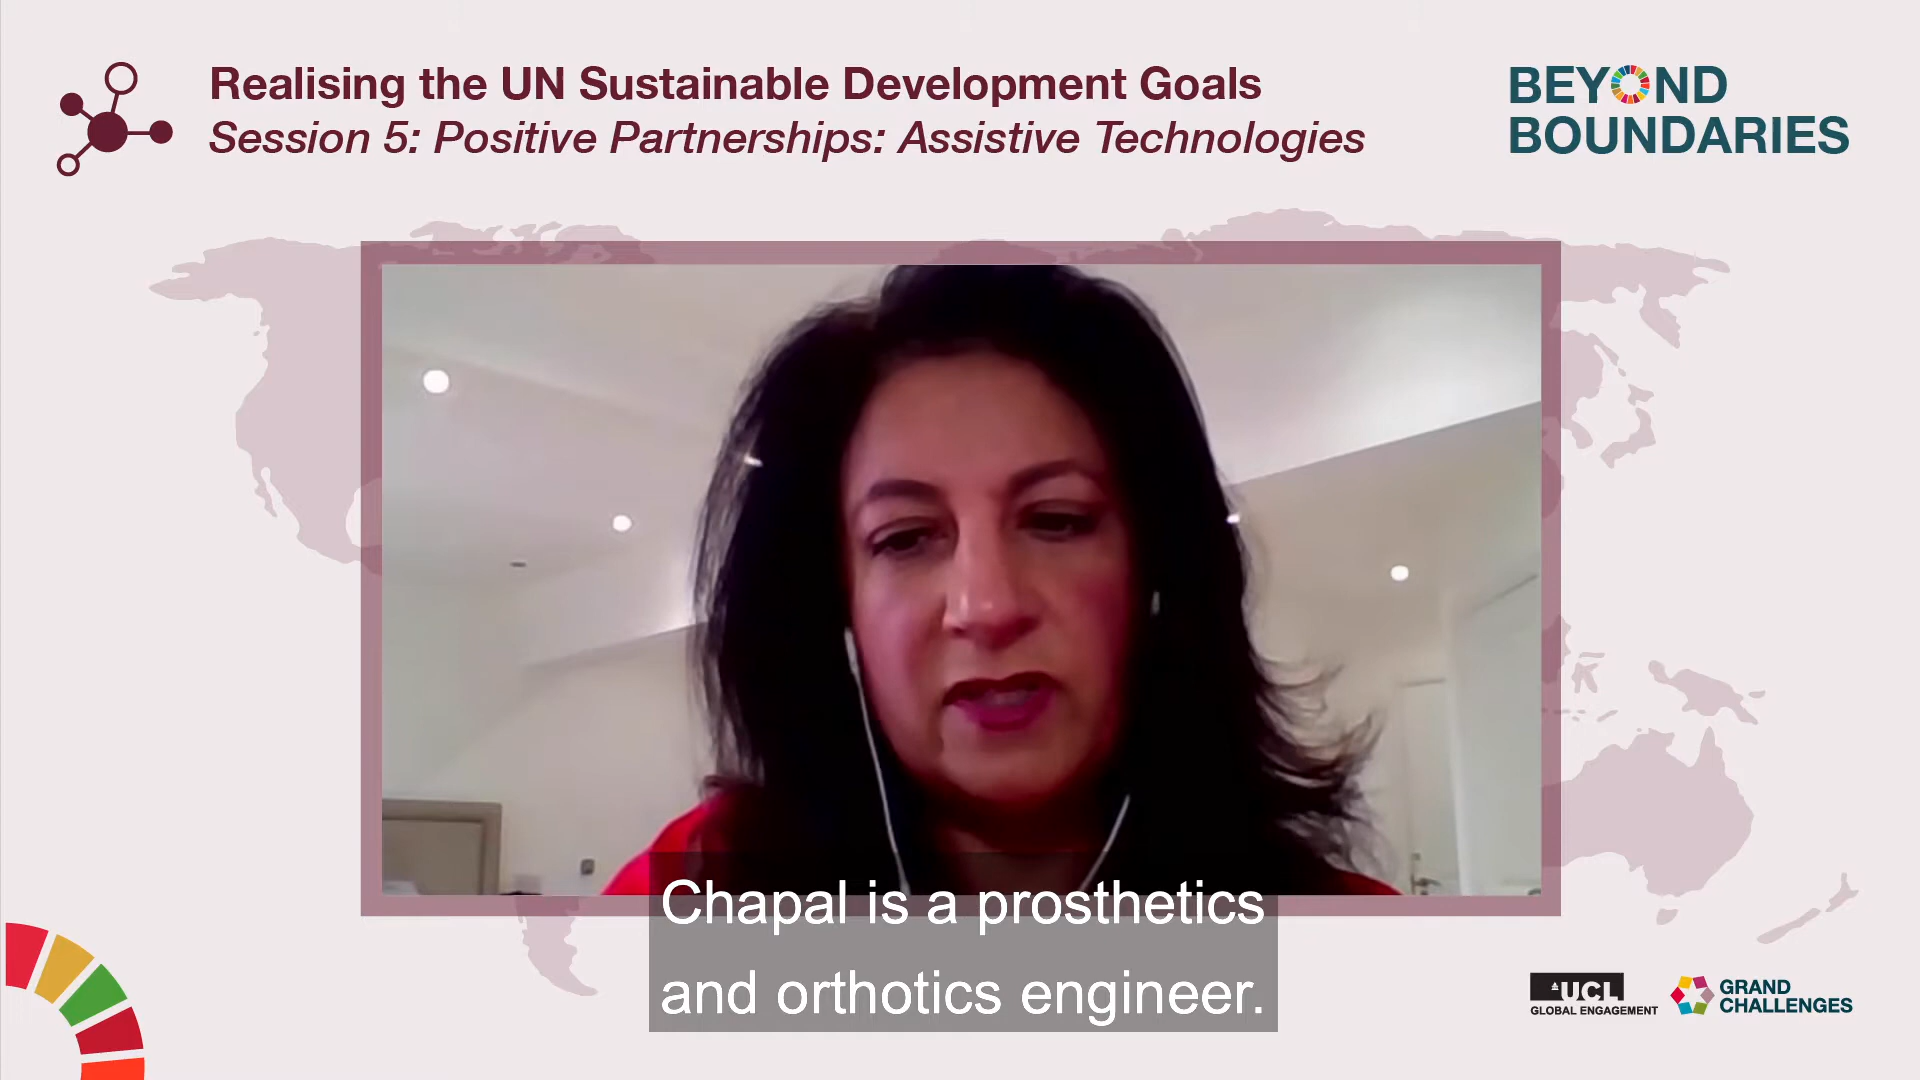 Realising the UN Sustainable Development Goals
Session 5: Positive Partnerships: Assistive Technologies
BEYOND
BOUNDARIES
Chapal is a prosthetics
and orthotics engineer.
UCL
GLOBAL ENGAGEMENT
GRAND
CHALLENGES